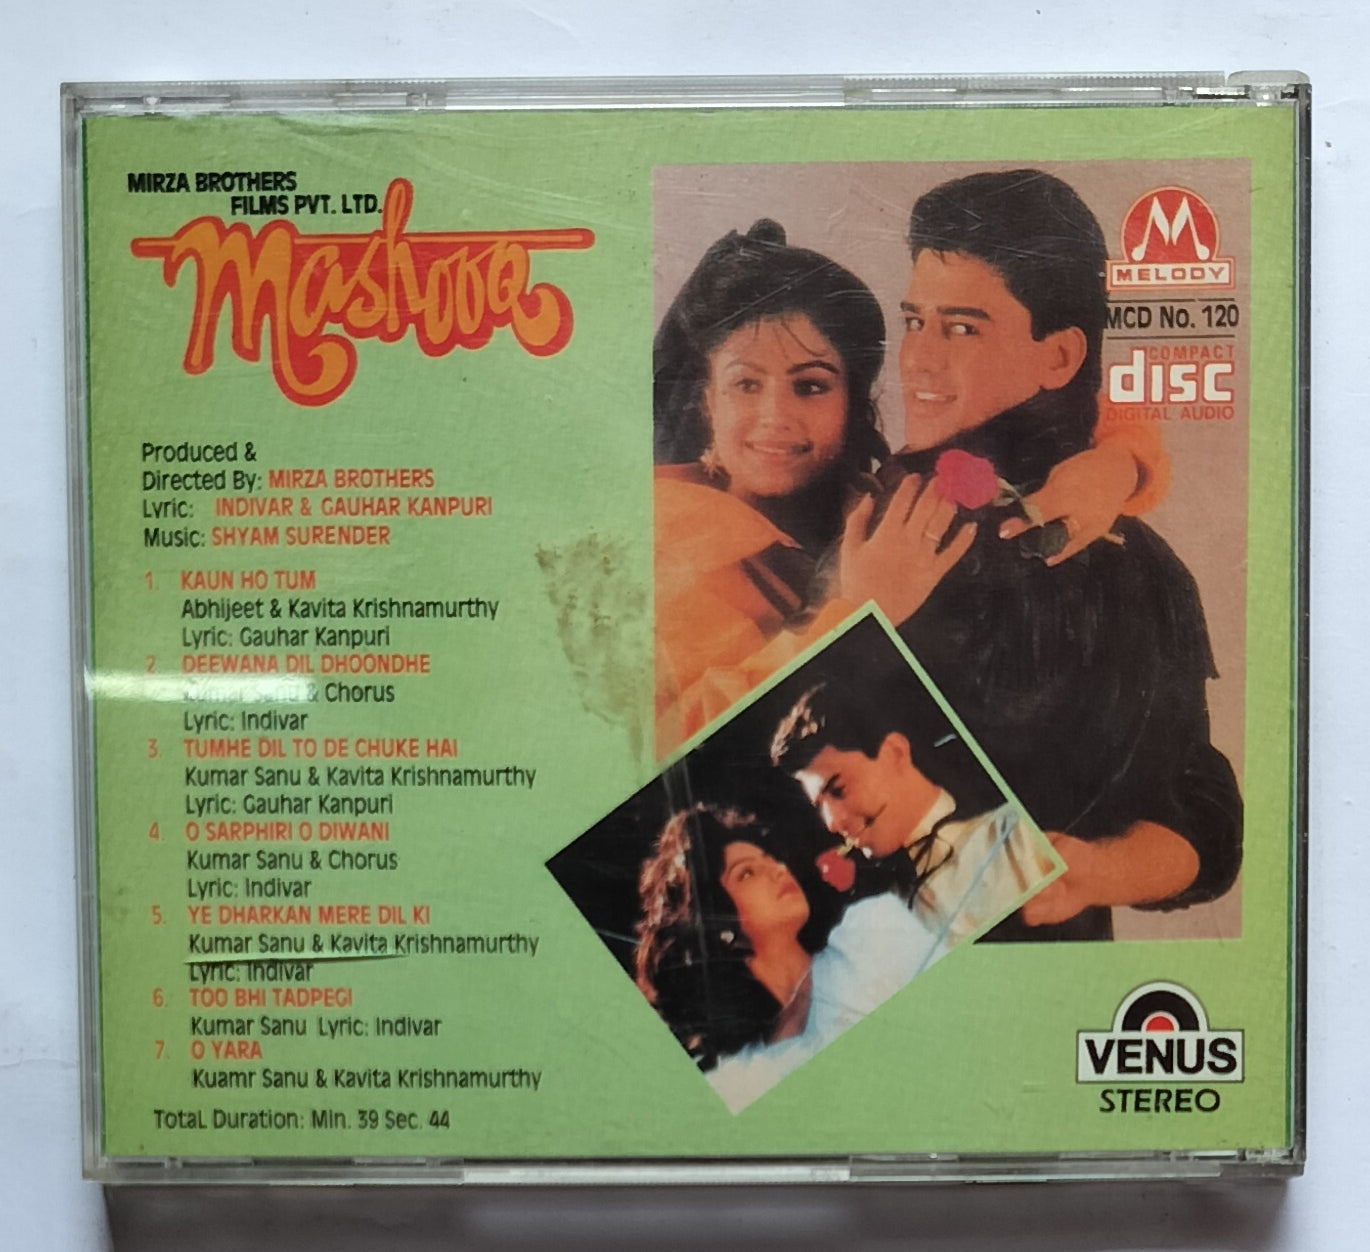 MIRZA BROTHERS
FILMS PVT. LTD.
Mashooq
Produced &
Directed By: MIRZA BROTHERS
Lyric: INDIVAR & GAUHAR KANPURI
Music: SHYAM SURENDER
1. KAUN HO TUM
Abhijeet & Kavita Krishnamurthy
Lyric: Gauhar Kanpuri
2. DEEWANA DIL DHOONDHE
Kumar Sanu & Chorus
Lyric: Indivar
3. TUMHE DIL TO DE CHUKE HAI
Kumar Sanu & Kavita Krishnamurthy
Lyric: Gauhar Kanpuri
4. O SARPHIRI O DIWANI
Kumar Sanu & Chorus
Lyric: Indivar
5. YE DHARKAN MERE DIL KI
Kumar Sanu & Kavita Krishnamurthy
Lyric: Indivar
6. TOO BHI TADPEGI
Kumar Sanu Lyric: Indivar
7. O YARA
Kuamr Sanu & Kavita Krishnamurthy
Total Duration: Min. 39 Sec. 44
MELODY
MCD No. 120
COMPACT
disc
DIGITAL AUDIO
VENUS
STEREO